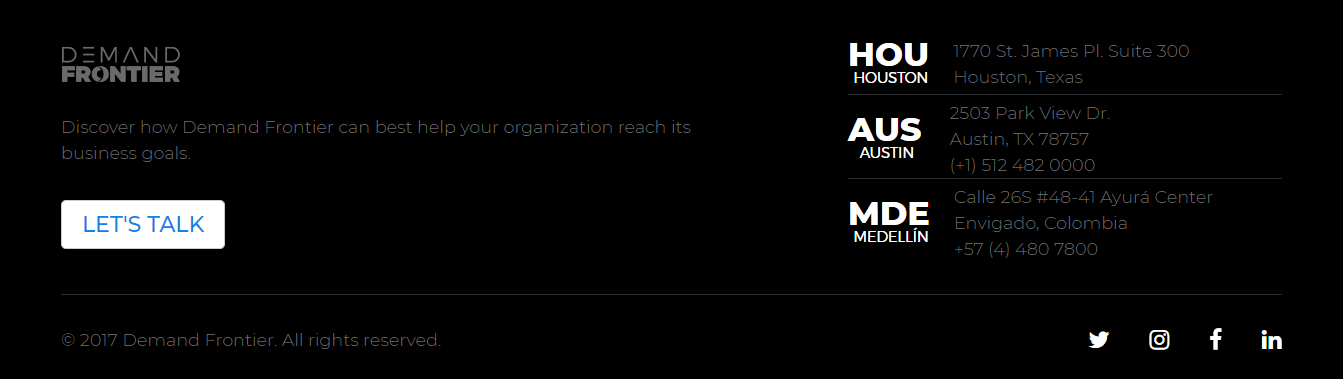 DEMAND
FRONTIER
Discover how Demand Frontier can best help your organization reach its
business goals.
LET'S TALK
HOU
HOUSTON
1770 St. James Pl. Suite 300
Houston, Texas
AUS
AUSTIN
2503 Park View Dr.
Austin, TX 78757
(+1) 512 482 0000
MDE
MEDELLÍN
Calle 26S #48-41 Ayurá Center
Envigado, Colombia
+57 (4) 480 7800
© 2017 Demand Frontier. All rights reserved.